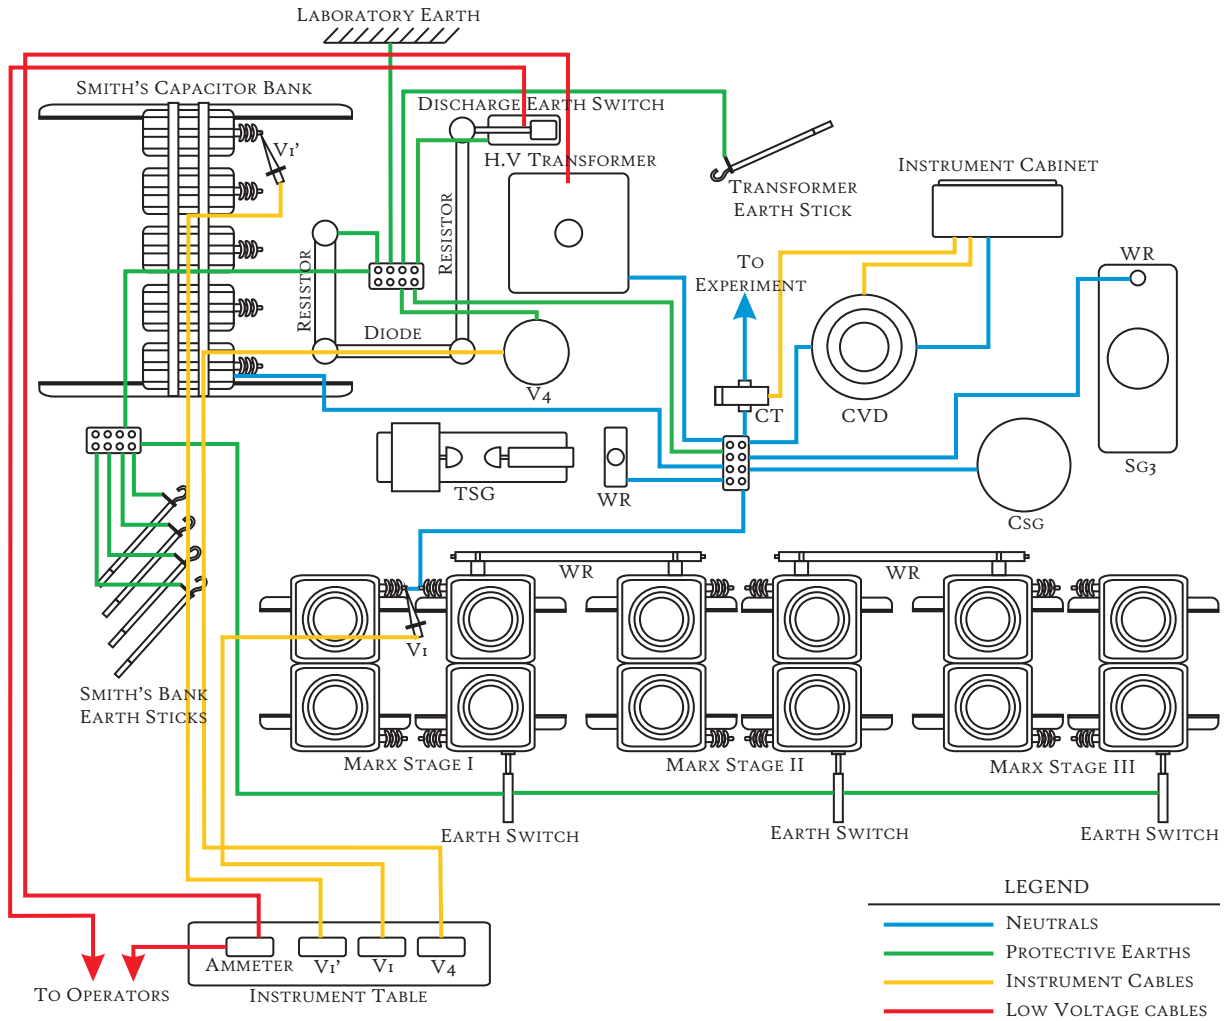 Laboratory Earth
Smith's Capacitor Bank
Discharge Earth Switch
V1'
H.V Transformer
Instrument Cabinet
Transformer
Earth Stick
Resistor
Resistor
To
Experiment
WR
Diode
V4
CT
CVD
Sg3
TSG
WR
Csg
WR
WR
V1
Smith's Bank
Earth Sticks
Marx Stage I
Marx Stage II
Marx Stage III
Earth Switch
Earth Switch
Earth Switch
LEGEND
Neutrals
Protective Earths
Instrument Cables
Low Voltage cables
Ammeter
V1'
V1
V4
To Operators
Instrument Table